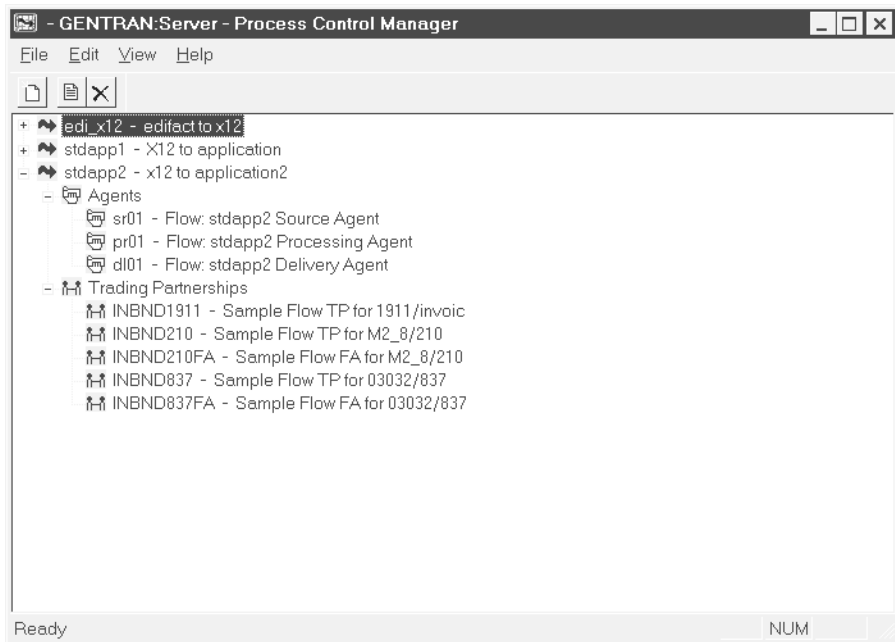 - GENTRAN:Server - Process Control Manager
File Edit View Help
edi_x12 - edifact to x12
stdapp1 - X12 to application
stdapp2 - x12 to application2
Agents
sr01 - Flow: stdapp2 Source Agent
pr01 - Flow: stdapp2 Processing Agent
dl01 - Flow: stdapp2 Delivery Agent
Trading Partnerships
INBND1911 - Sample Flow TP for 1911/invoic
INBND210 - Sample Flow TP for M2_8/210
INBND210FA - Sample Flow FA for M2_8/210
INBND837 - Sample Flow TP for 03032/837
INBND837FA - Sample Flow FA for 03032/837
Ready NUM